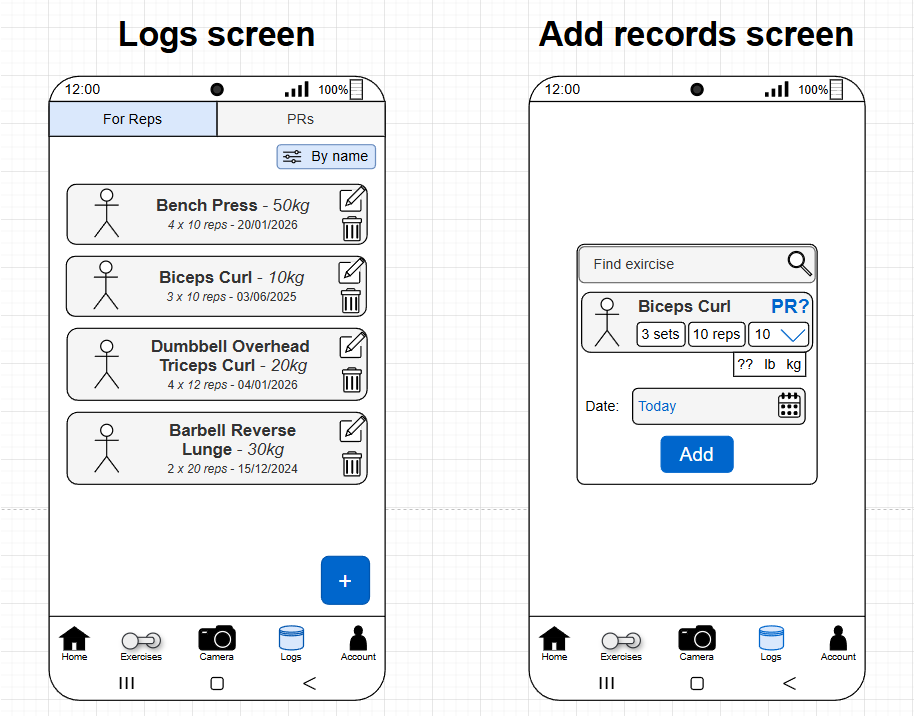 Logs screen
Add records screen
12:00
100%
For Reps
PRs
By name
Bench Press - 50kg
4 x 10 reps - 20/01/2026
Biceps Curl - 10kg
3 x 10 reps - 03/06/2025
Dumbbell Overhead
Triceps Curl - 20kg
4 x 12 reps - 04/01/2026
Barbell Reverse
Lunge - 30kg
2 x 20 reps - 15/12/2024
+
Home
Exercises
Camera
Logs
Account
12:00
100%
Find exircise
Biceps Curl
PR?
3 sets
10 reps
10
?? lb kg
Date:
Today
Add
Home
Exercises
Camera
Logs
Account